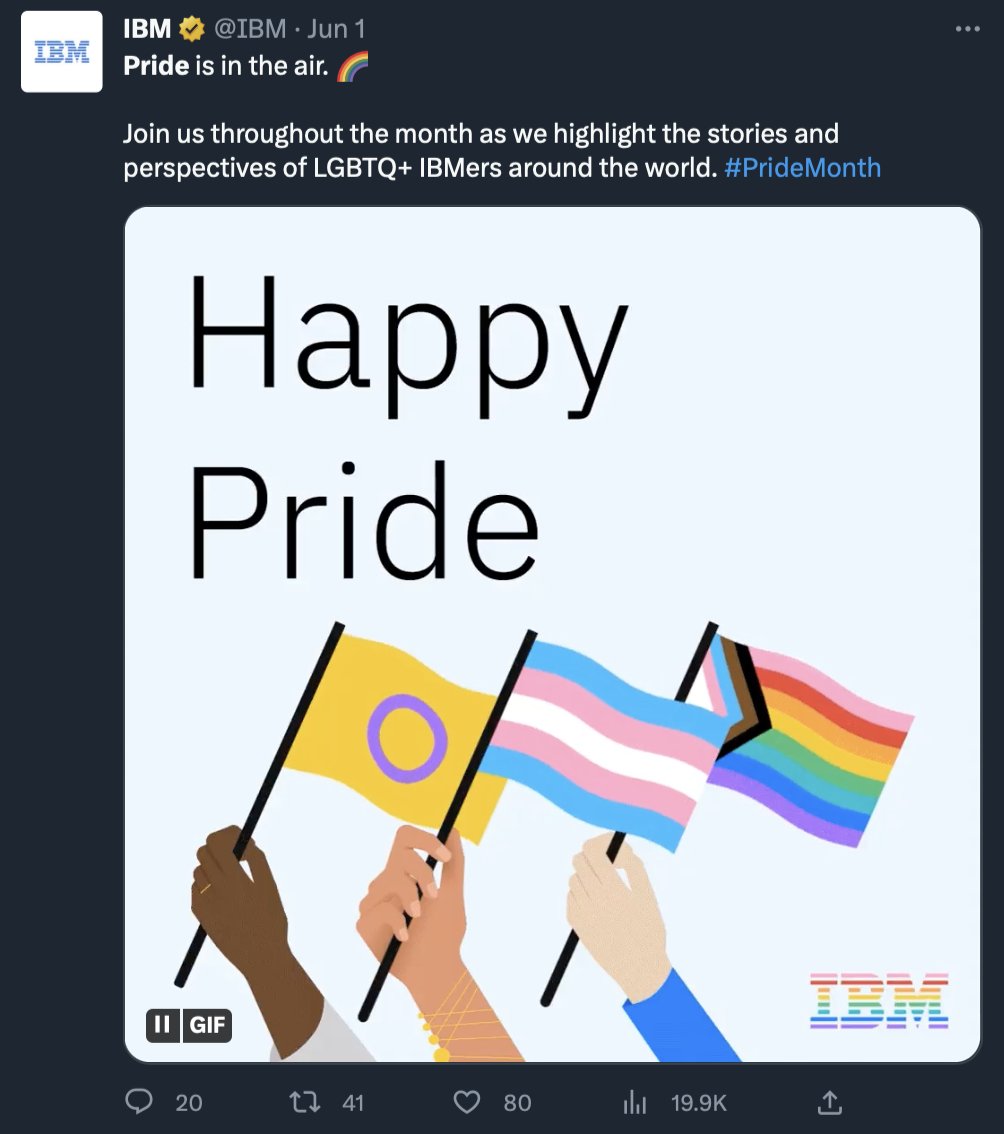 IBM
IBM @IBM · Jun 1
Pride is in the air.
Join us throughout the month as we highlight the stories and
perspectives of LGBTQ+ IBMers around the world. #PrideMonth
Happy
Pride
IBM
GIF
20 41 80 19.9K